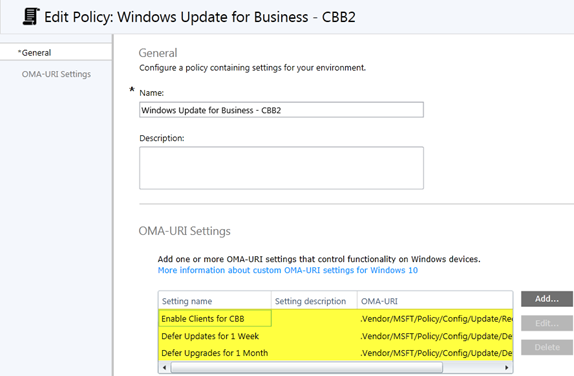 Edit Policy: Windows Update for Business - CBB2
*General
OMA-URI Settings
General
Configure a policy containing settings for your environment.
* Name:
Windows Update for Business - CBB2
Description:
OMA-URI Settings
Add one or more OMA-URI settings that control functionality on Windows devices.
More information about custom OMA-URI settings for Windows 10
Setting name Setting description OMA-URI
Enable Clients for CBB .Vendor/MSFT/Policy/Config/Update/Re
Defer Updates for 1 Week .Vendor/MSFT/Policy/Config/Update/De
Defer Upgrades for 1 Month .Vendor/MSFT/Policy/Config/Update/De
Add...
Edit...
Delete